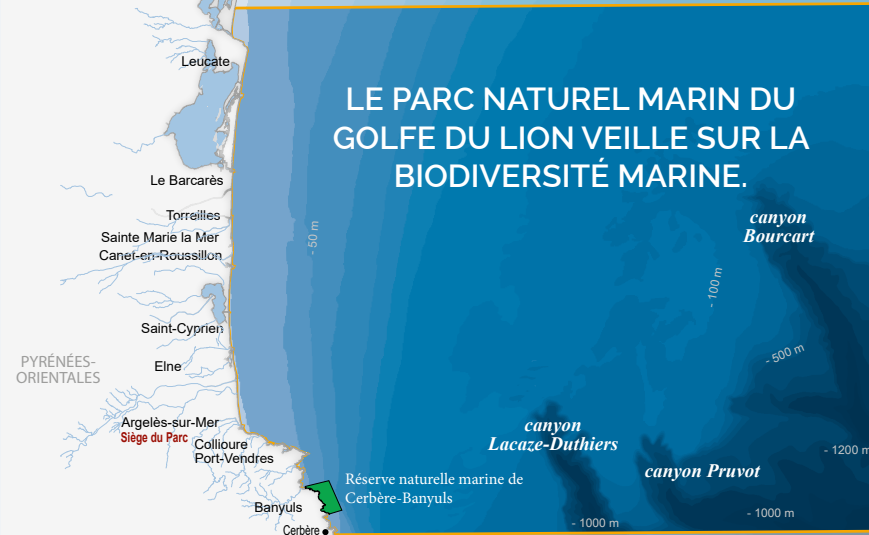 Leucate
LE PARC NATUREL MARIN DU
GOLFE DU LION VEILLE SUR LA
BIODIVERSITÉ MARINE.
Le Barcarès
Torreilles
Sainte Marie la Mer
Canet-en-Roussillon
- 50 m
canyon
Bourcart
- 100 m
Saint-Cyprien
- 500 m
PYRÉNÉES-
ORIENTALES
Elne
Argelès-sur-Mer
Siège du Parc
Collioure
Port-Vendres
canyon
Lacaze-Duthiers
canyon Pruvot
- 1200 m
Réserve naturelle marine de
Cerbère-Banyuls
Banyuls
- 1000 m
- 1000 m
Cerbère